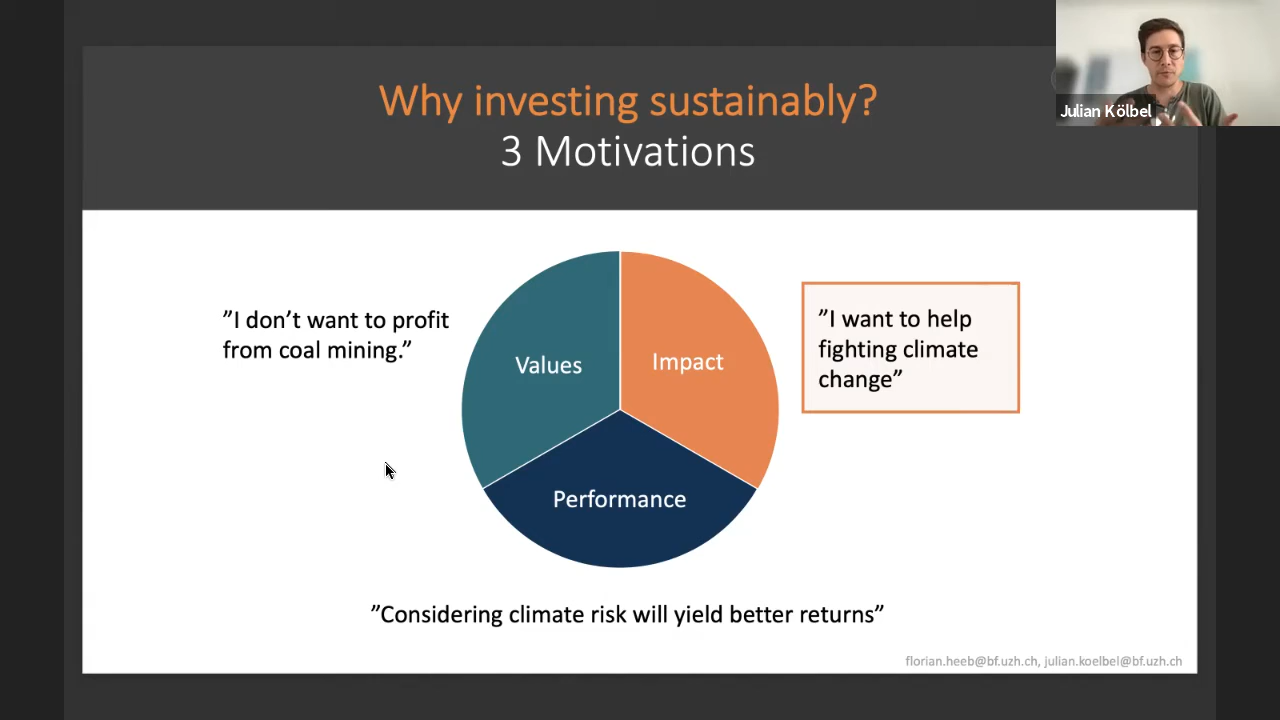 Why investing sustainably?
3 Motivations
Julian Kölbel
”I don’t want to profit
from coal mining.”
Values
Impact
”I want to help
fighting climate
change”
Performance
”Considering climate risk will yield better returns”
florian.heeb@bf.uzh.ch, julian.koelbel@bf.uzh.ch